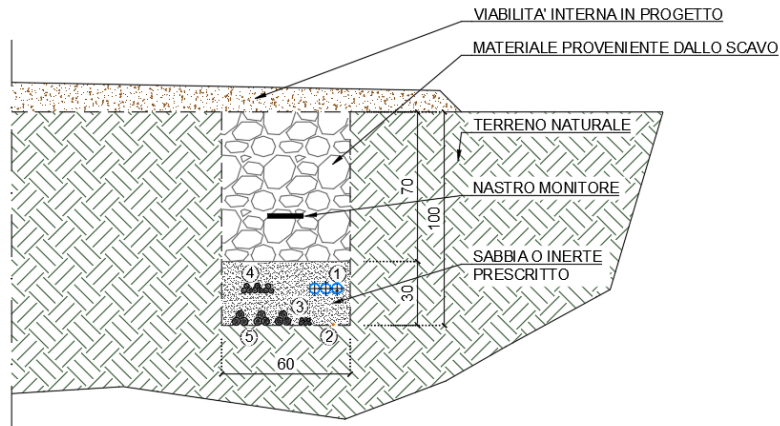 VIABILITA' INTERNA IN PROGETTO
MATERIALE PROVENIENTE DALLO SCAVO
TERRENO NATURALE
NASTRO MONITORE
70
100
SABBIA O INERTE
PRESCRITTO
4
1
30
3
5
2
60